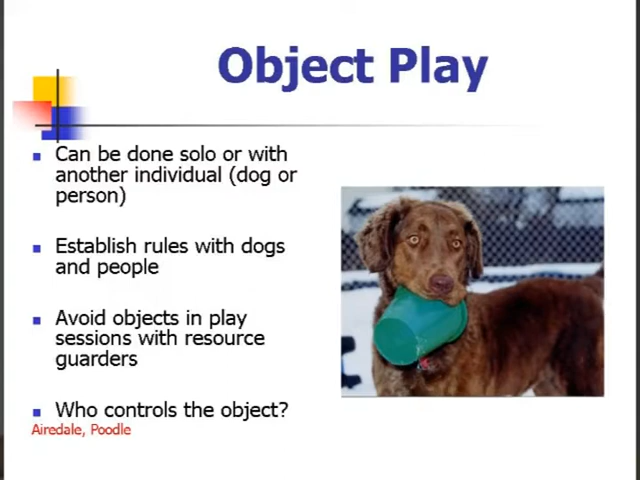 Object Play
Can be done solo or with
another individual (dog or
person)
Establish rules with dogs
and people
Avoid objects in play
sessions with resource
guarders
Who controls the object?
Airedale, Poodle